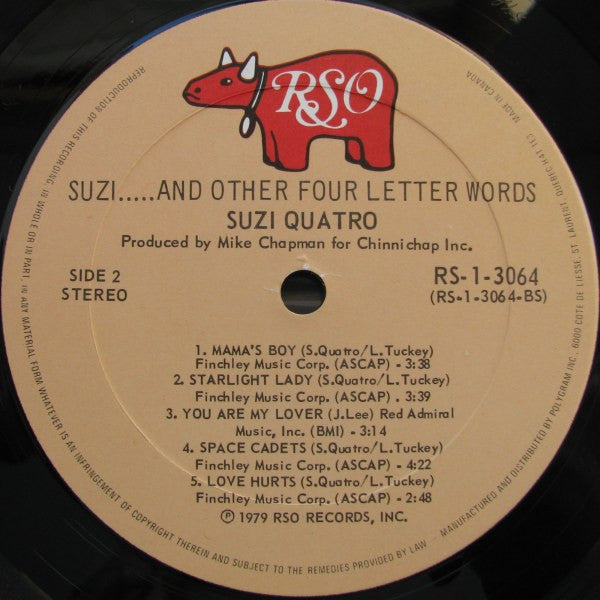 RSO
SUZI.....AND OTHER FOUR LETTER WORDS
SUZI QUATRO
Produced by Mike Chapman for Chinnichap Inc.
SIDE 2
STEREO
RS-1-3064
(RS-1-3064-BS)
1. MAMA'S BOY (S.Quatro/L.Tuckey)
Finchley Music Corp. (ASCAP) - 3:38
2. STARLIGHT LADY (S.Quatro/L.Tuckey)
Finchley Music Corp. (ASCAP) . 3:39
3. YOU ARE MY LOVER (J.Lee) Red Admiral
Music, Inc. (BMI) - 3:14
4. SPACE CADETS (S.Quatro/L.Tuckey)
Finchley Music Corp. (ASCAP) - 4:22
5. LOVE HURTS (S.Quatro/L.Tuckey)
Finchley Music Corp. (ASCAP) - 2:48
℗ 1979 RSO RECORDS, INC.
REPRODUCTION OF THIS RECORDING, IN WHOLE OR IN PART, IN ANY MATERIAL FORM WHATEVER IS AN INFRINGEMENT OF COPYRIGHT THEREIN AND SUBJECT TO THE REMEDIES PROVIDED BY LAW - MANUFACTURED AND DISTRIBUTED BY POLYGRAM INC. 6000 COTE DE LIESSE, ST. LAURENT, QUEBEC H4T 1E3 MADE IN CANADA